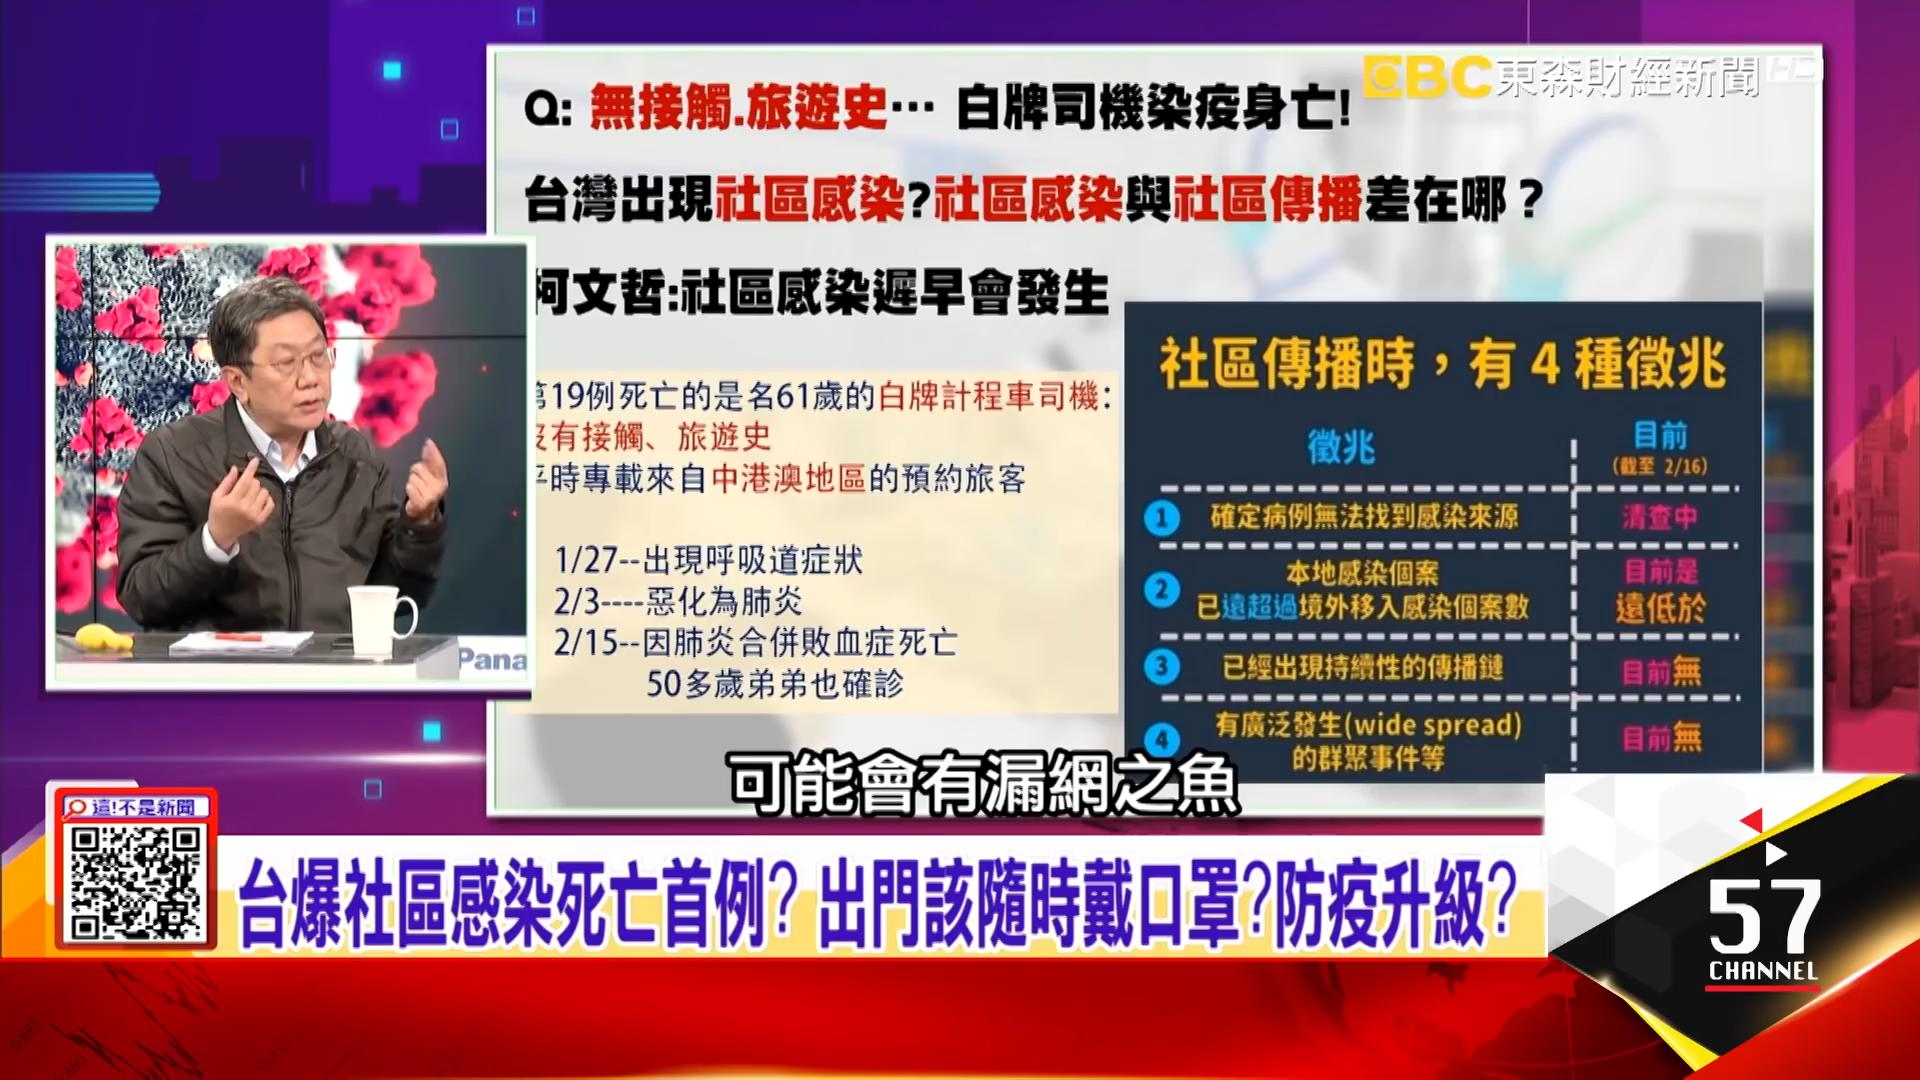 EBC東森財經新聞HD
Q: 無接觸.旅遊史… 白牌司機染疫身亡!
台灣出現社區感染?社區感染與社區傳播差在哪？
柯文哲:社區感染遲早會發生
第19例死亡的是名61歲的白牌計程車司機:
沒有接觸、旅遊史
平時專載來自中港澳地區的預約旅客
1/27--出現呼吸道症狀
2/3----惡化為肺炎
2/15--因肺炎合併敗血症死亡
50多歲弟弟也確診
社區傳播時，有4種徵兆
徵兆
目前
(截至 2/16)
1 確定病例無法找到感染來源 清查中
2 本地感染個案
已遠超過境外移入感染個案數
目前是
遠低於
3 已經出現持續性的傳播鏈 目前無
4 有廣泛發生(wide spread)
的群聚事件等
目前無
Pana
可能會有漏網之魚
這!不是新聞
台爆社區感染死亡首例? 出門該隨時戴口罩?防疫升級?
57
CHANNEL